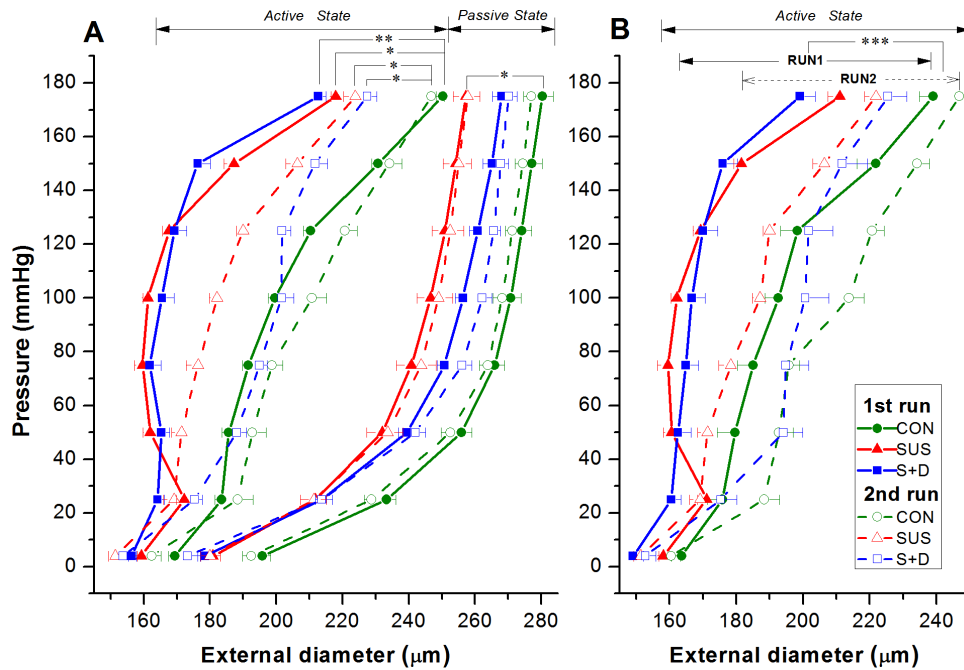 A
Active State
Passive State
**
*
*
*
*
180
160
140
120
100
80
60
40
20
0
Pressure (mmHg)
160
180
200
220
240
260
280
External diameter (μm)
B
Active State
***
RUN1
RUN2
180
160
140
120
100
80
60
40
20
0
160
180
200
220
240
External diameter (μm)
1st run
CON
SUS
S+D
2nd run
CON
SUS
S+D